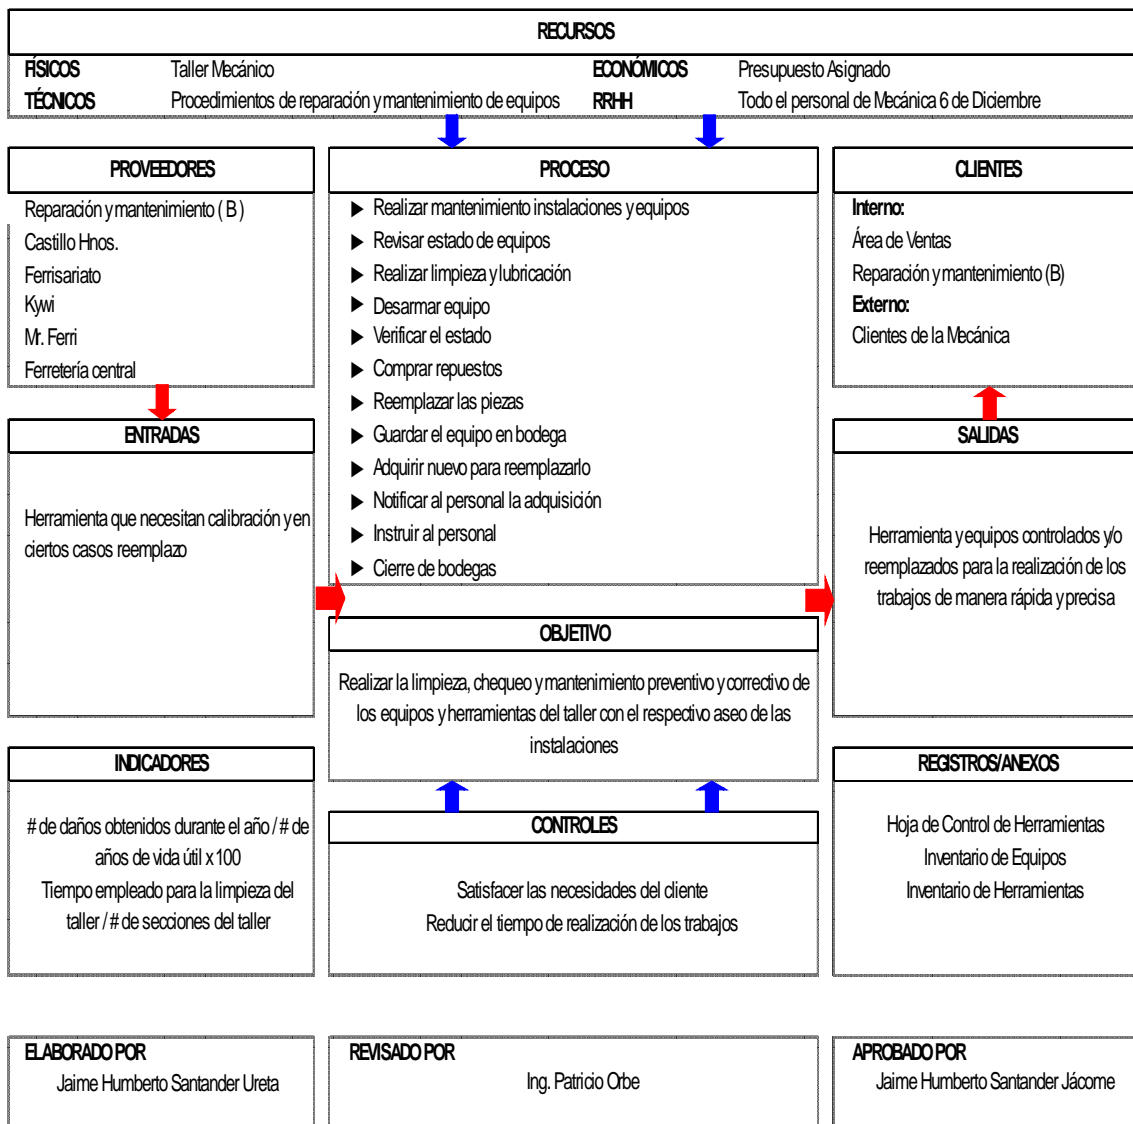 RECURSOS
FÍSICOS Taller Mecánico ECONÓMICOS Presupuesto Asignado
TÉCNICOS Procedimientos de reparación y mantenimiento de equipos RRHH Todo el personal de Mecánica 6 de Diciembre
PROVEEDORES
Reparación y mantenimiento ( B )
Castillo Hnos.
Ferrisariato
Kywi
Mr. Ferri
Ferretería central
PROCESO
Realizar mantenimiento instalaciones y equipos
Revisar estado de equipos
Realizar limpieza y lubricación
Desarmar equipo
Verificar el estado
Comprar repuestos
Reemplazar las piezas
Guardar el equipo en bodega
Adquirir nuevo para reemplazarlo
Notificar al personal la adquisición
Instruir al personal
Cierre de bodegas
CLIENTES
Interno:
Área de Ventas
Reparación y mantenimiento (B)
Externo:
Clientes de la Mecánica
ENTRADAS
Herramienta que necesitan calibración y en
ciertos casos reemplazo
SALIDAS
Herramienta y equipos controlados y/o
reemplazados para la realización de los
trabajos de manera rápida y precisa
OBJETIVO
Realizar la limpieza, chequeo y mantenimiento preventivo y correctivo de
los equipos y herramientas del taller con el respectivo aseo de las
instalaciones
INDICADORES
# de daños obtenidos durante el año / # de
años de vida útil x 100
Tiempo empleado para la limpieza del
taller / # de secciones del taller
CONTROLES
Satisfacer las necesidades del cliente
Reducir el tiempo de realización de los trabajos
REGISTROS/ANEXOS
Hoja de Control de Herramientas
Inventario de Equipos
Inventario de Herramientas
ELABORADO POR
Jaime Humberto Santander Ureta
REVISADO POR
Ing. Patricio Orbe
APROBADO POR
Jaime Humberto Santander Jácome